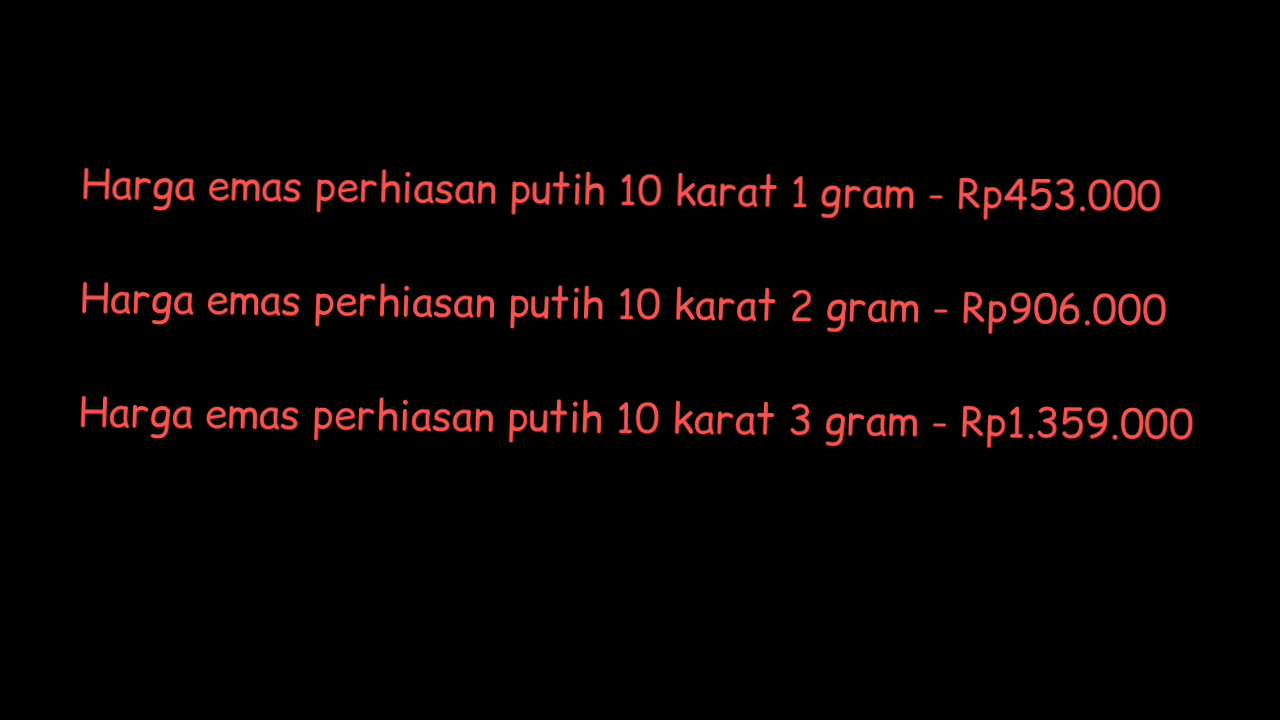 Harga emas perhiasan putih 10 karat 1 gram - Rp453.000
Harga emas perhiasan putih 10 karat 2 gram - Rp906.000
Harga emas perhiasan putih 10 karat 3 gram - Rp1.359.000